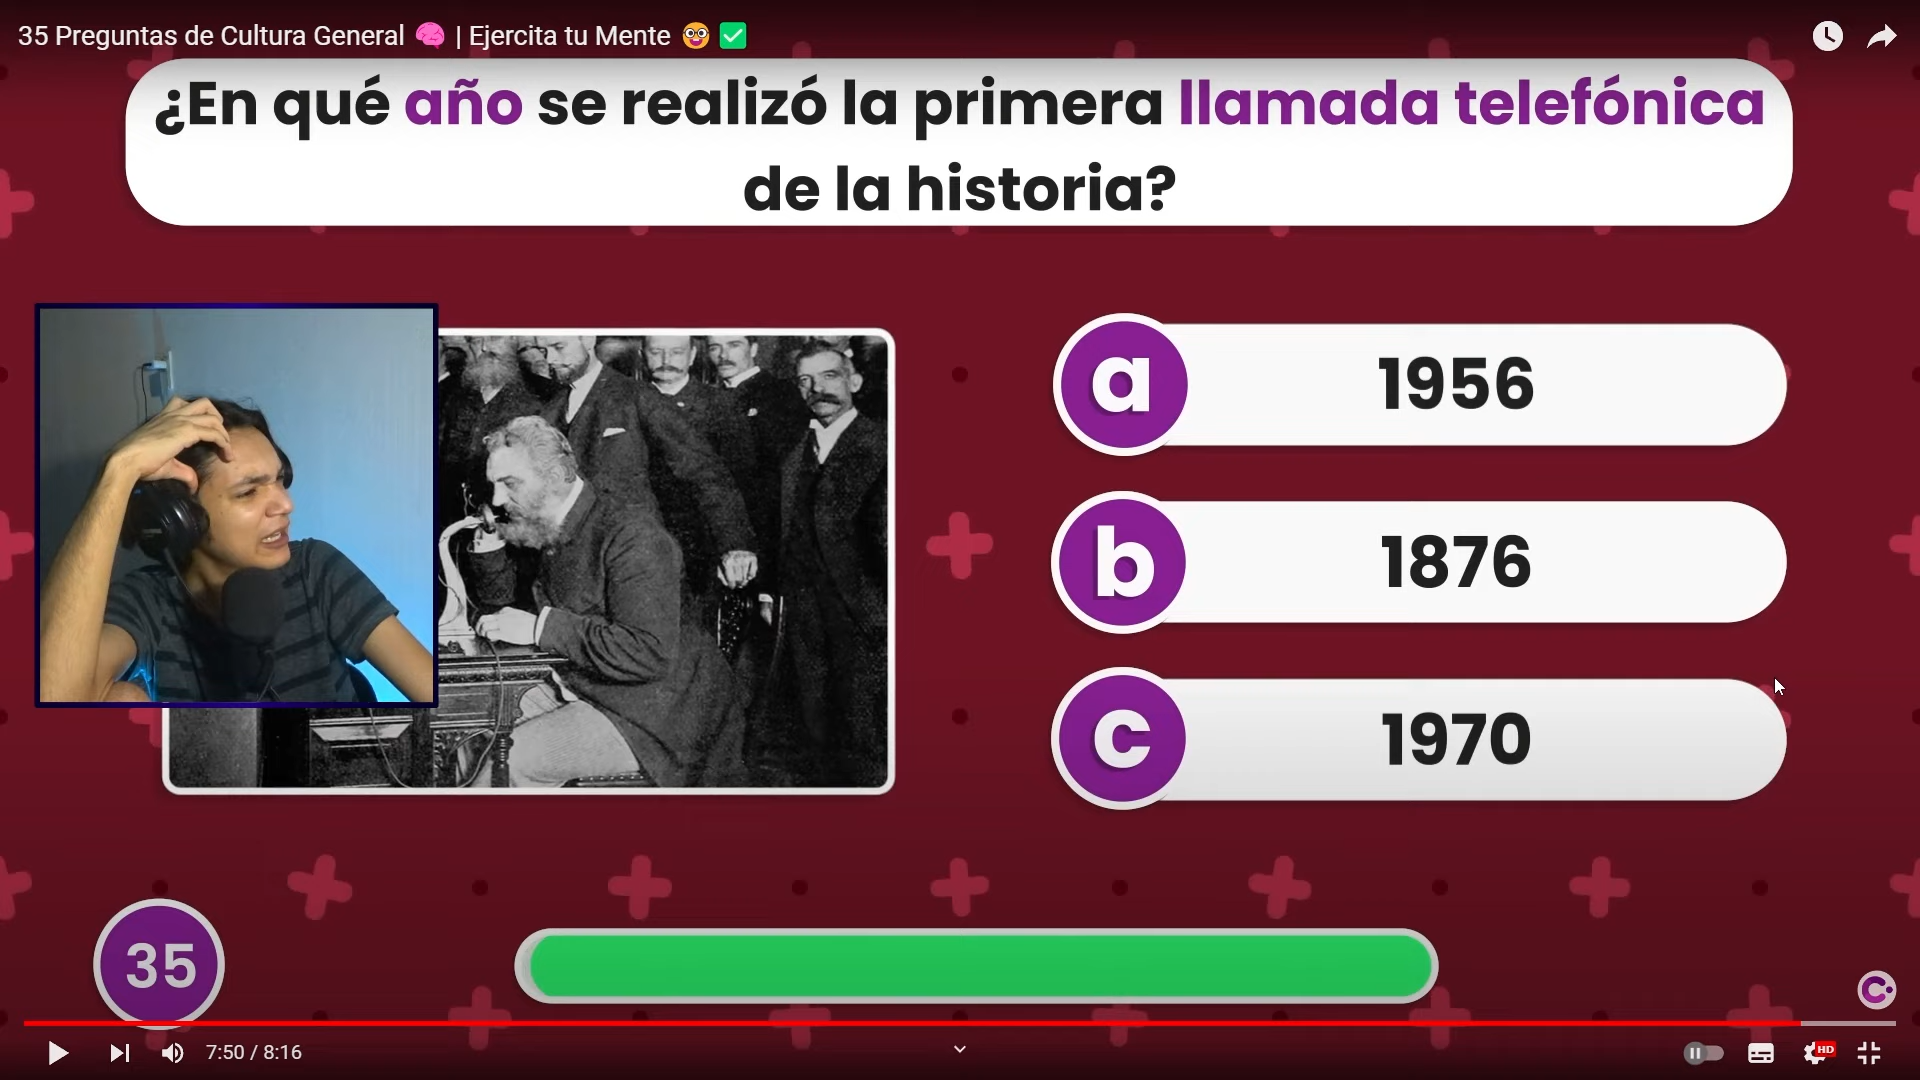 35 Preguntas de Cultura General 🧠 | Ejercita tu Mente 🤓 ✅
¿En qué año se realizó la primera llamada telefónica
de la historia?
a 1956
b 1876
c 1970
35
C
7:50 / 8:16
HD